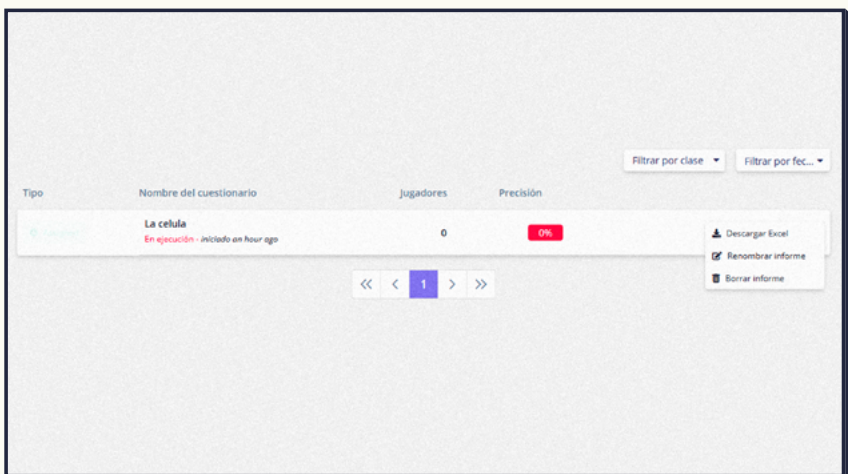 Filtrar por clase Filtrar por fec...
Tipo Nombre del cuestionario Jugadores Precisión
La celula 0 0%
En ejecución - iniciado an hour ago
Descargar Excel
Renombrar informe
Borrar informe
« < 1 > »